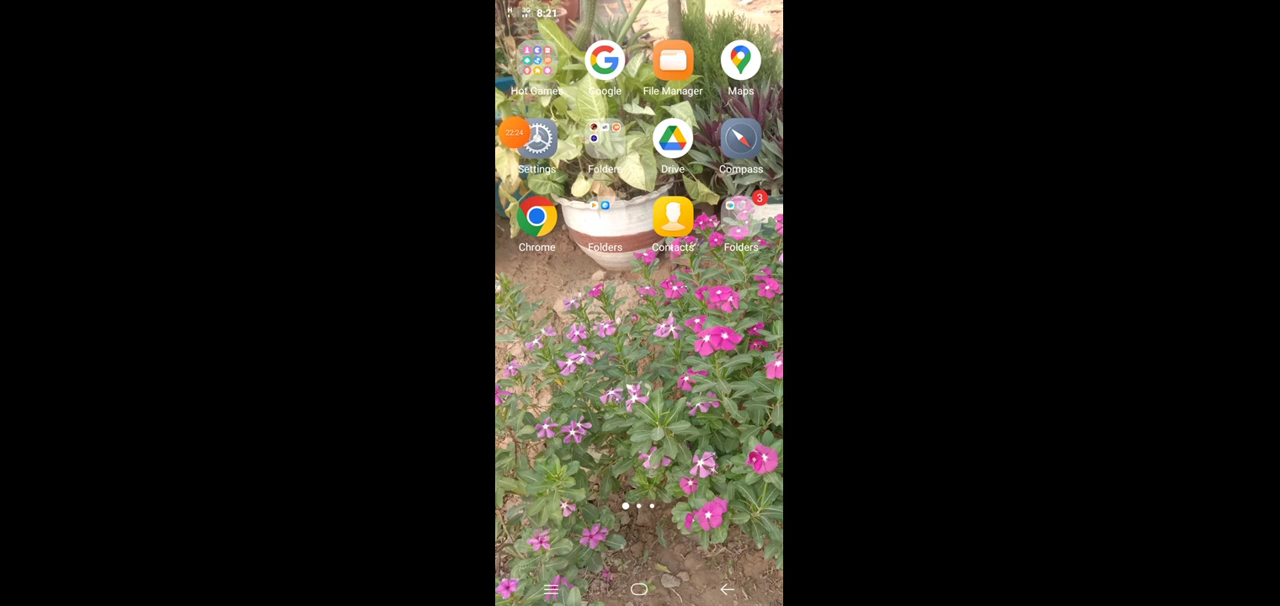 8:21
Hot Games Google File Manager Maps
22:24
Settings Folders Drive Compass
3
Chrome Folders Contacts Folders